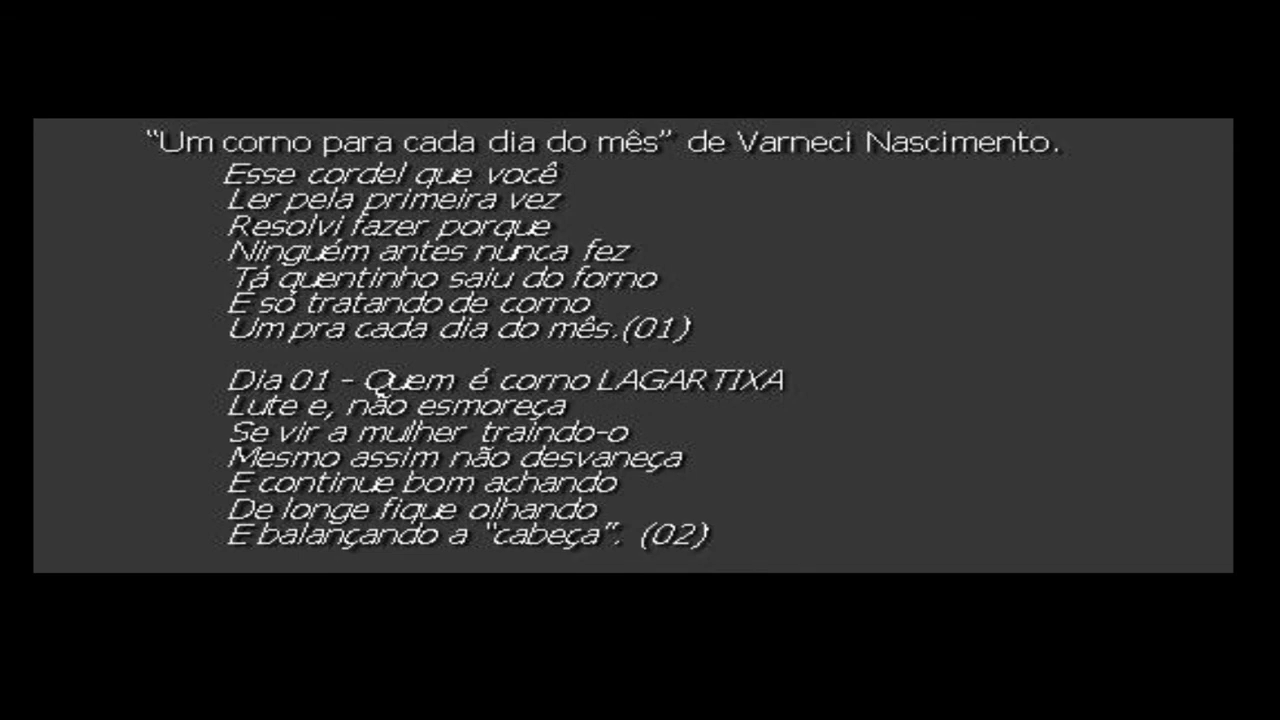 “Um corno para cada dia do mês” de Varneci Nascimento.
Esse cordel que você
Ler pela primeira vez
Resolvi fazer porque
Ninguém antes nunca fez
Tá quentinho saiu do forno
E só tratando de corno
Um pra cada dia do mês.(01)
Dia 01 - Quem é corno LAGARTIXA
Lute e, não esmoreça
Se vir a mulher traindo-o
Mesmo assim não desvaneça
E continue bom achando
De longe fique olhando
E balançando a “cabeça”. (02)